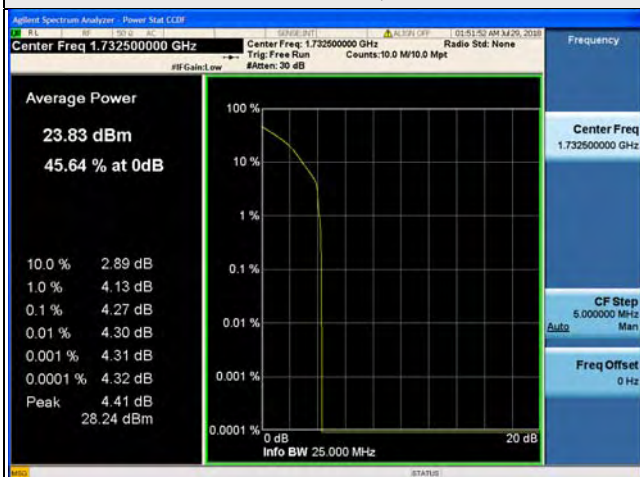 Agilent Spectrum Analyzer - Power Stat CCDF
RL RF 50 Ω AC SENSE:INT ALIGN OFF 01:51:52 AM Jul 29, 2018
Center Freq 1.732500000 GHz
Center Freq: 1.732500000 GHz Radio Std: None
Trig: Free Run Counts:10.0 M/10.0 Mpt
#IFGain:Low #Atten: 30 dB
Frequency
Average Power
23.83 dBm
45.64 % at 0dB
10.0 % 2.89 dB
1.0 % 4.13 dB
0.1 % 4.27 dB
0.01 % 4.30 dB
0.001 % 4.31 dB
0.0001 % 4.32 dB
Peak 4.41 dB
28.24 dBm
100 %
10 %
1 %
0.1 %
0.01 %
0.001 %
0.0001 %
0 dB 20 dB
Info BW 25.000 MHz
Center Freq
1.732500000 GHz
CF Step
5.000000 MHz
Auto Man
Freq Offset
0 Hz
MSG STATUS